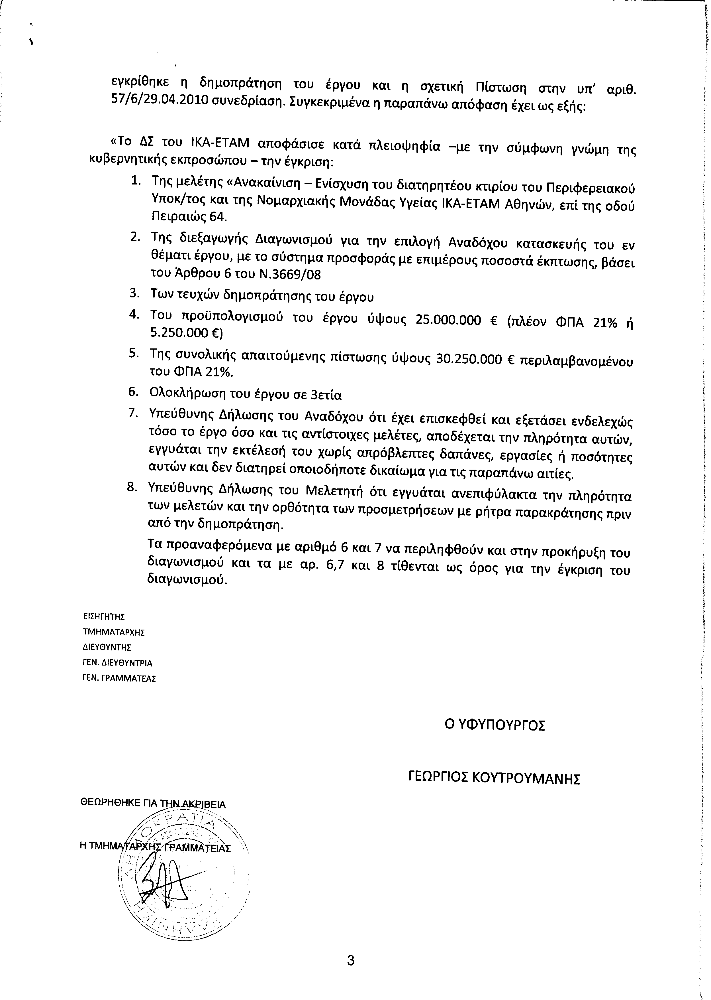 εγκρίθηκε η δημοπράτηση του έργου και η σχετική Πίστωση στην υπ’ αριθ.
57/6/29.04.2010 συνεδρίαση. Συγκεκριμένα η παραπάνω απόφαση έχει ως εξής:
«Το ΔΣ του ΙΚΑ-ΕΤΑΜ αποφάσισε κατά πλειοψηφία –με την σύμφωνη γνώμη της
κυβερνητικής εκπροσώπου – την έγκριση:
1. Της μελέτης «Ανακαίνιση – Ενίσχυση του διατηρητέου κτιρίου του Περιφερειακού
Υποκ/τος και της Νομαρχιακής Μονάδας Υγείας ΙΚΑ-ΕΤΑΜ Αθηνών, επί της οδού
Πειραιώς 64.
2. Της διεξαγωγής Διαγωνισμού για την επιλογή Αναδόχου κατασκευής του εν
θέματι έργου, με το σύστημα προσφοράς με επιμέρους ποσοστά έκπτωσης, βάσει
του Άρθρου 6 του Ν.3669/08
3. Των τευχών δημοπράτησης του έργου
4. Του προϋπολογισμού του έργου ύψους 25.000.000 € (πλέον ΦΠΑ 21% ή
5.250.000 €)
5. Της συνολικής απαιτούμενης πίστωσης ύψους 30.250.000 € περιλαμβανομένου
του ΦΠΑ 21%.
6. Ολοκλήρωση του έργου σε 3ετία
7. Υπεύθυνης Δήλωσης του Αναδόχου ότι έχει επισκεφθεί και εξετάσει ενδελεχώς
τόσο το έργο όσο και τις αντίστοιχες μελέτες, αποδέχεται την πληρότητα αυτών,
εγγυάται την εκτέλεσή του χωρίς απρόβλεπτες δαπάνες, εργασίες ή ποσότητες
αυτών και δεν διατηρεί οποιοδήποτε δικαίωμα για τις παραπάνω αιτίες.
8. Υπεύθυνης Δήλωσης του Μελετητή ότι εγγυάται ανεπιφύλακτα την πληρότητα
των μελετών και την ορθότητα των προσμετρήσεων με ρήτρα παρακράτησης πριν
από την δημοπράτηση.
Τα προαναφερόμενα με αριθμό 6 και 7 να περιληφθούν και στην προκήρυξη του
διαγωνισμού και τα με αρ. 6,7 και 8 τίθενται ως όρος για την έγκριση του
διαγωνισμού.
ΕΙΣΗΓΗΤΗΣ
ΤΜΗΜΑΤΑΡΧΗΣ
ΔΙΕΥΘΥΝΤΗΣ
ΓΕΝ. ΔΙΕΥΘΥΝΤΡΙΑ
ΓΕΝ. ΓΡΑΜΜΑΤΕΑΣ
Ο ΥΦΥΠΟΥΡΓΟΣ
ΓΕΩΡΓΙΟΣ ΚΟΥΤΡΟΥΜΑΝΗΣ
ΘΕΩΡΗΘΗΚΕ ΓΙΑ ΤΗΝ ΑΚΡΙΒΕΙΑ
Η ΤΜΗΜΑΤΑΡΧΗΣ ΓΡΑΜΜΑΤΕΙΑΣ
ΕΛΛΗΝΙΚΗ ΔΗΜΟΚΡΑΤΙΑ
3